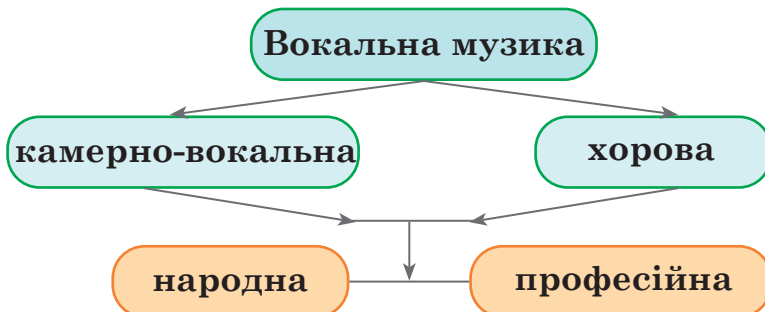 Вокальна музика
камерно-вокальна
хорова
народна
професійна